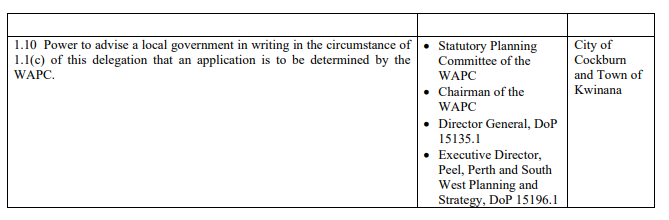 1.10 Power to advise a local government in writing in the circumstance of
1.1(c) of this delegation that an application is to be determined by the
WAPC.
• Statutory Planning
Committee of the
WAPC
• Chairman of the
WAPC
• Director General, DoP
15135.1
• Executive Director,
Peel, Perth and South
West Planning and
Strategy, DoP 15196.1
City of
Cockburn
and Town of
Kwinana